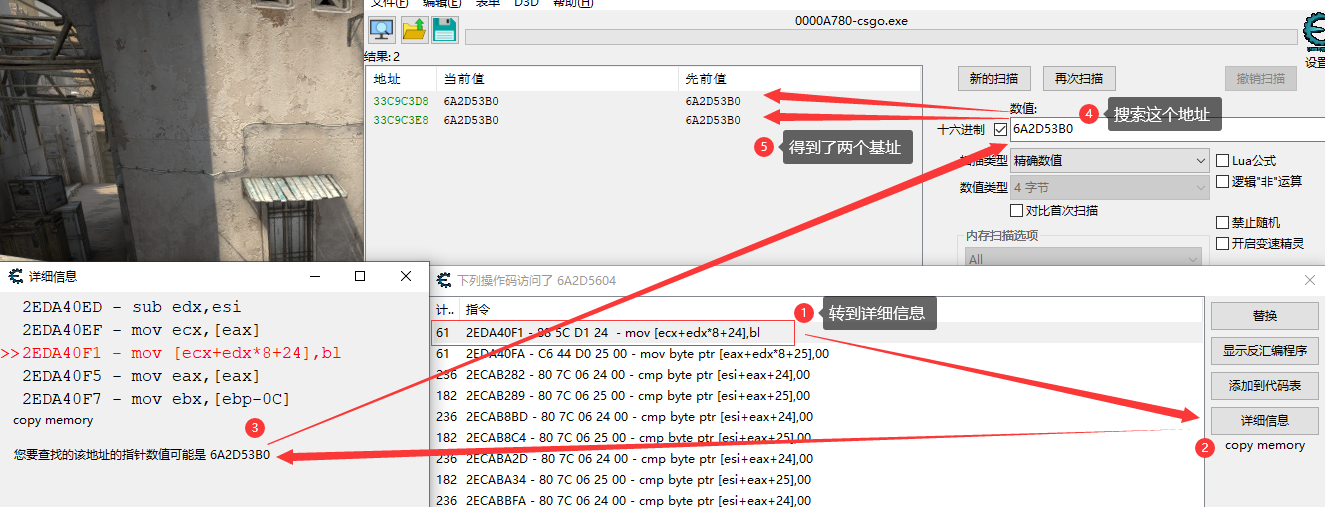 文件(F) 编辑(E) 表单 D3D 帮助(H)
0000A780-csgo.exe
结果: 2
设置
地址 当前值 先前值
33C9C3D8 6A2D53B0 6A2D53B0
33C9C3E8 6A2D53B0 6A2D53B0
新的扫描 再次扫描 撤销扫描
数值:
4 搜索这个地址
十六进制 6A2D53B0
5 得到了两个基址
扫描类型 精确数值
Lua公式
数值类型 4 字节
逻辑"非"运算
对比首次扫描
禁止随机
内存扫描选项
开启变速精灵
All
详细信息
2EDA40ED - sub edx,esi
2EDA40EF - mov ecx,[eax]
>>2EDA40F1 - mov [ecx+edx*8+24],bl
2EDA40F5 - mov eax,[eax]
2EDA40F7 - mov ebx,[ebp-0C]
copy memory
3
您要查找的该地址的指针数值可能是 6A2D53B0
下列操作码访问了 6A2D5604
计.. 指令
1 转到详细信息
61 2EDA40F1 - 88 5C D1 24 - mov [ecx+edx*8+24],bl
61 2EDA40FA - C6 44 D0 25 00 - mov byte ptr [eax+edx*8+25],00
236 2ECAB282 - 80 7C 06 24 00 - cmp byte ptr [esi+eax+24],00
182 2ECAB289 - 80 7C 06 25 00 - cmp byte ptr [esi+eax+25],00
236 2ECAB8BD - 80 7C 06 24 00 - cmp byte ptr [esi+eax+24],00
182 2ECAB8C4 - 80 7C 06 25 00 - cmp byte ptr [esi+eax+25],00
236 2ECABA2D - 80 7C 06 24 00 - cmp byte ptr [esi+eax+24],00
182 2ECABA34 - 80 7C 06 25 00 - cmp byte ptr [esi+eax+25],00
236 2ECABBFA - 80 7C 06 24 00 - cmp byte ptr [esi+eax+24],00
替换
显示反汇编程序
添加到代码表
详细信息
2 copy memory